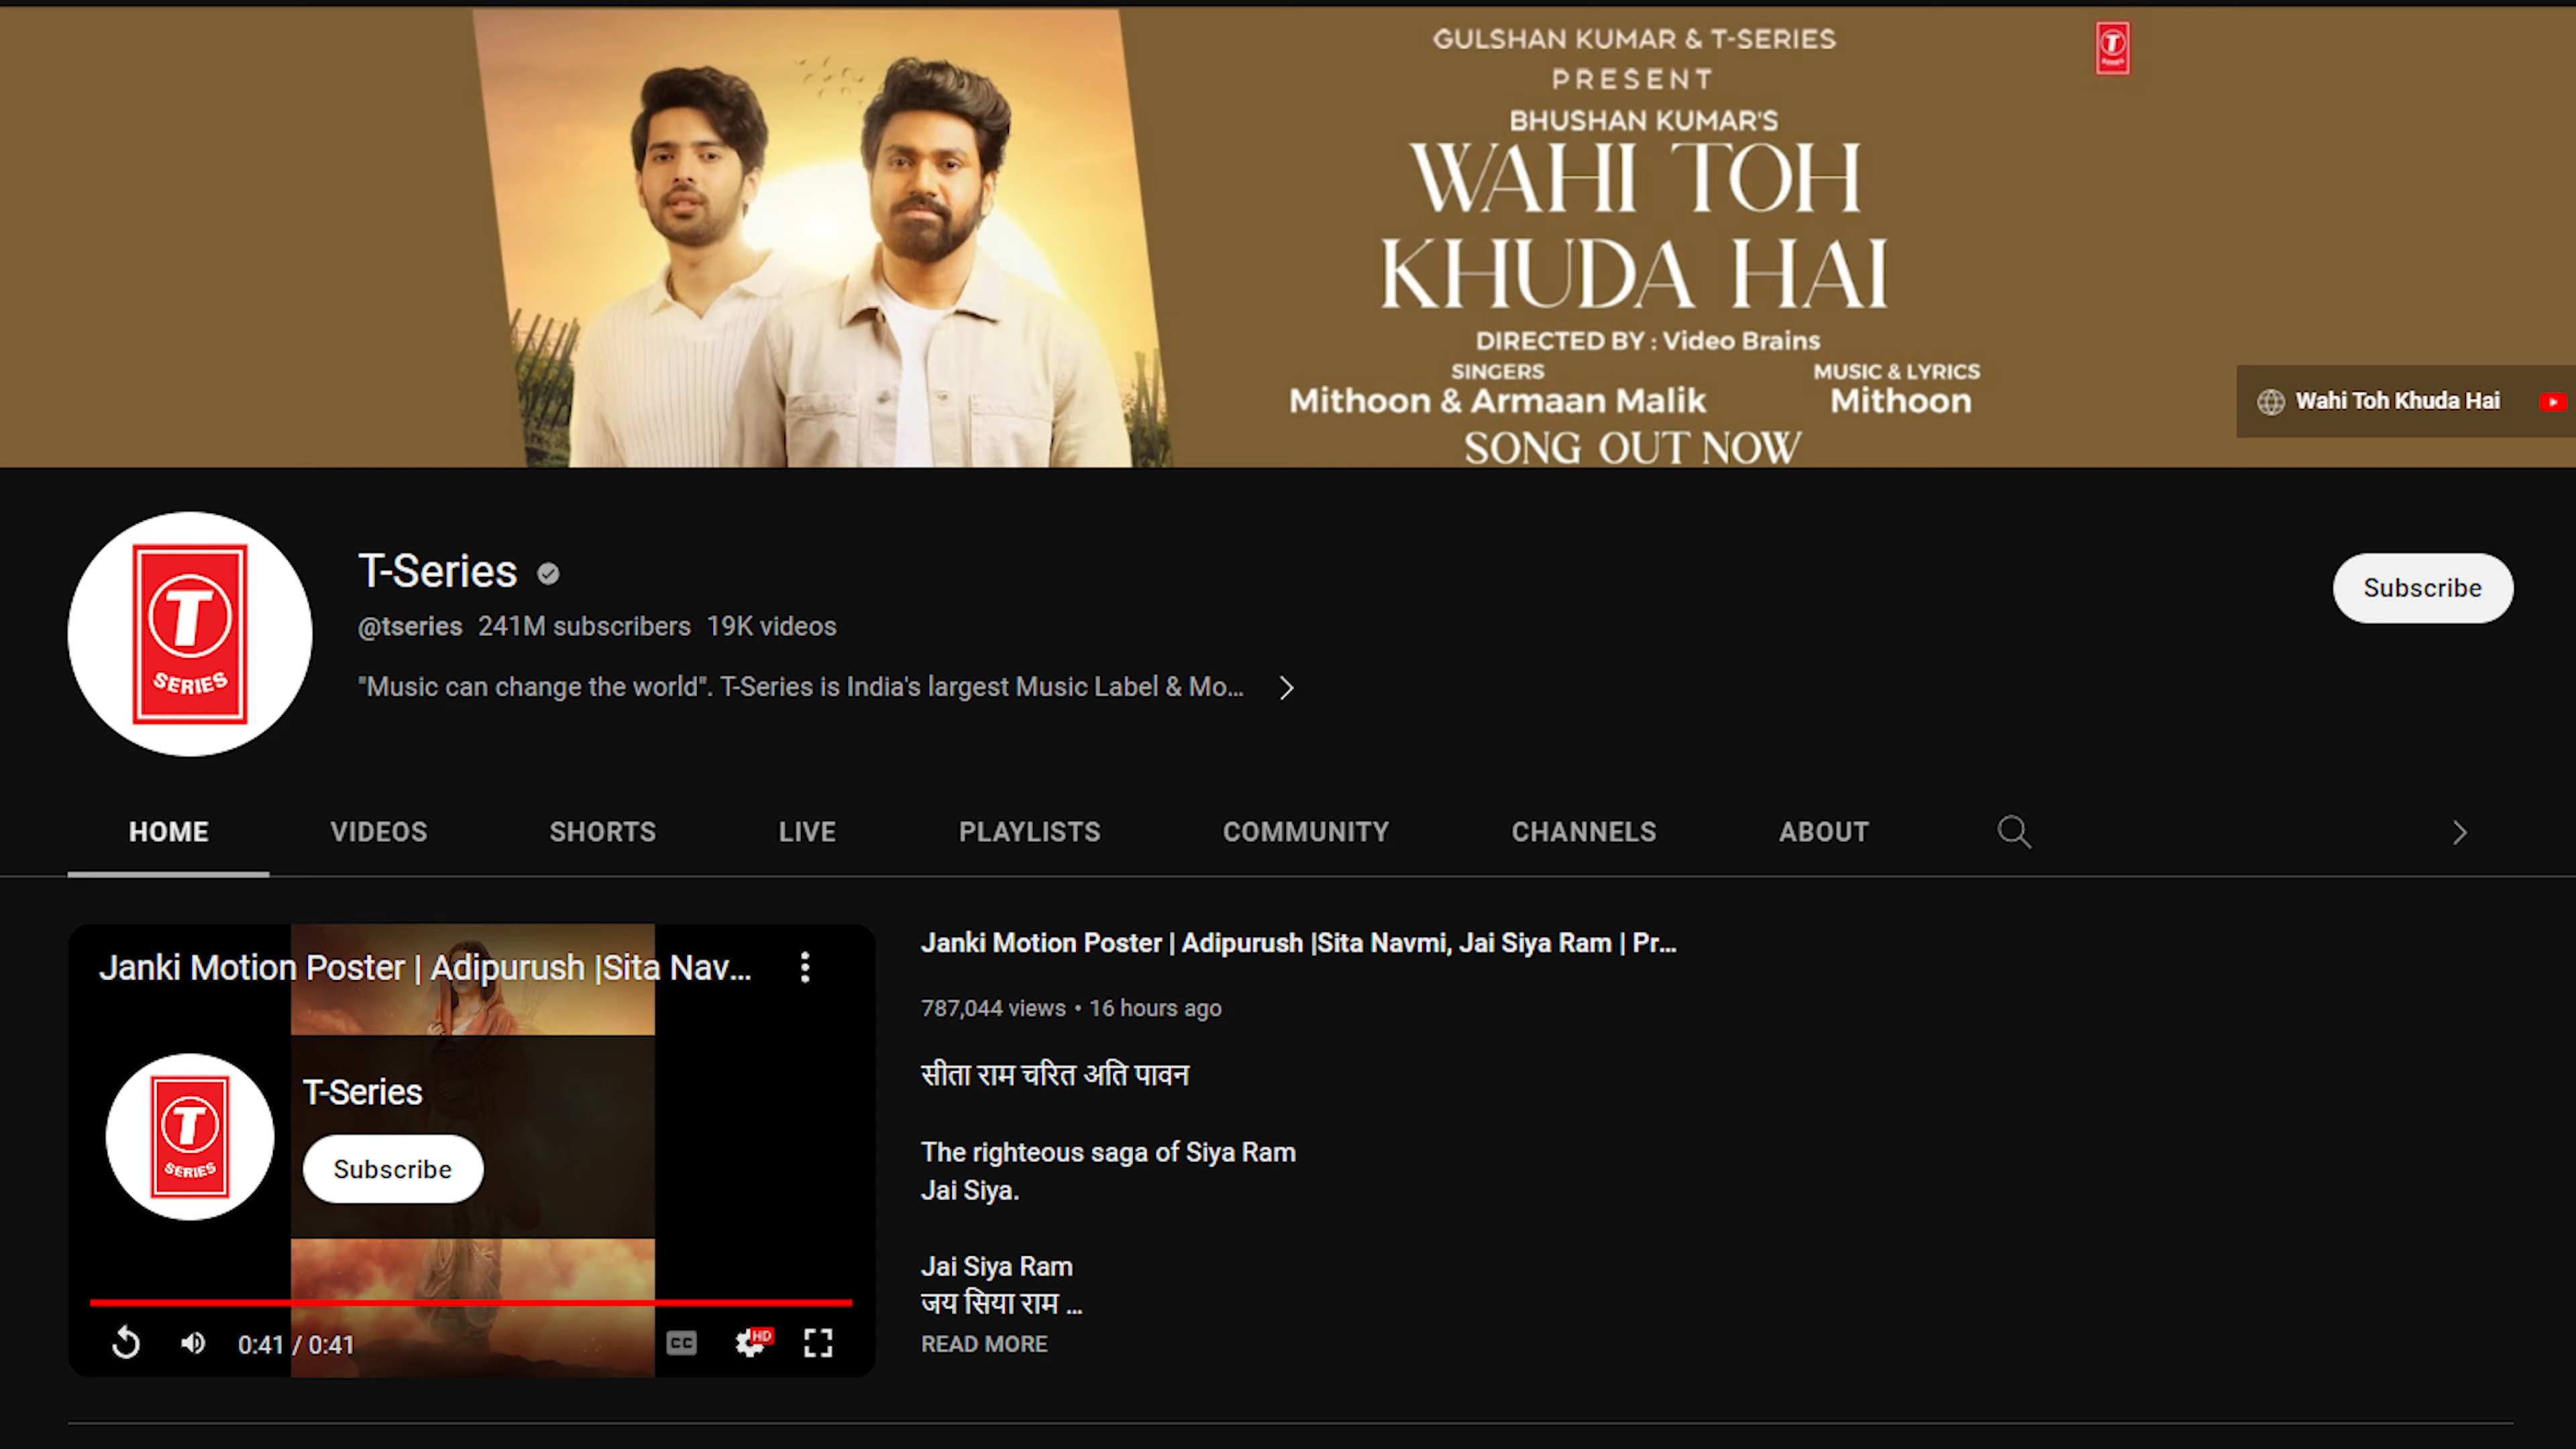 GULSHAN KUMAR & T-SERIES
PRESENT
BHUSHAN KUMAR'S
WAHI TOH
KHUDA HAI
DIRECTED BY : Video Brains
SINGERS
Mithoon & Armaan Malik
MUSIC & LYRICS
Mithoon
SONG OUT NOW
T
SERIES
Wahi Toh Khuda Hai
T
SERIES
T-Series
@tseries 241M subscribers 19K videos
"Music can change the world". T-Series is India's largest Music Label & Mo...
Subscribe
HOME VIDEOS SHORTS LIVE PLAYLISTS COMMUNITY CHANNELS ABOUT
Janki Motion Poster | Adipurush |Sita Nav...
T
SERIES
T-Series
Subscribe
0:41 / 0:41
CC
HD
Janki Motion Poster | Adipurush |Sita Navmi, Jai Siya Ram | Pr...
787,044 views • 16 hours ago
सीता राम चरित अति पावन
The righteous saga of Siya Ram
Jai Siya.
Jai Siya Ram
जय सिया राम ...
READ MORE